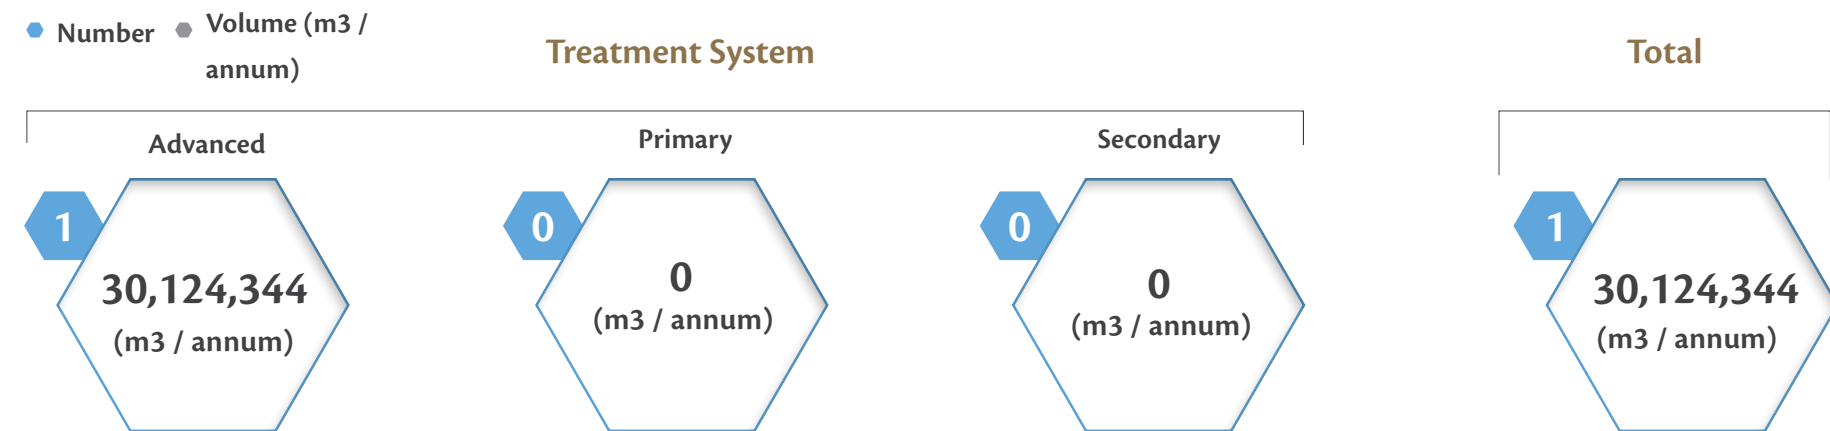 Number
Volume (m3 /
annum)
Treatment System
Total
Advanced
Primary
Secondary
1
30,124,344
(m3 / annum)
0
0
(m3 / annum)
0
0
(m3 / annum)
1
30,124,344
(m3 / annum)